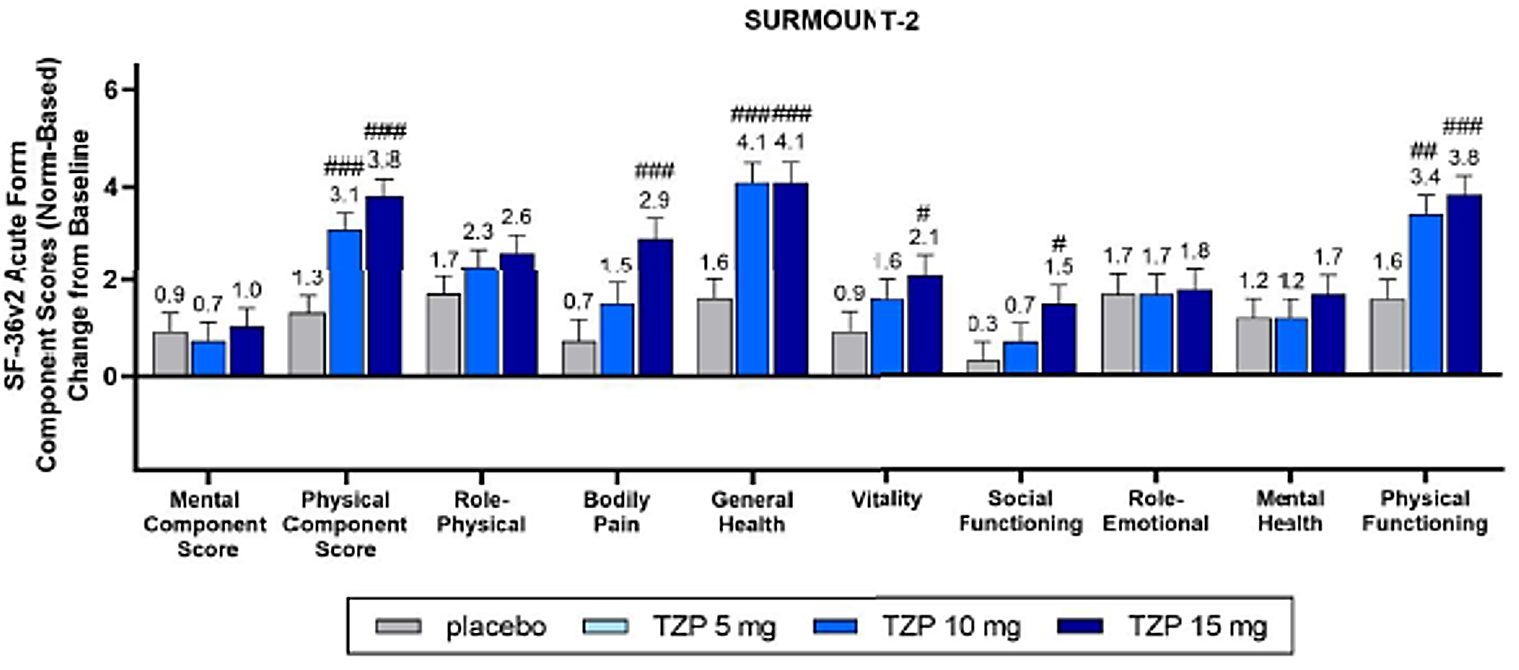 SURMOUNT-2
SF-36v2 Acute Form
Component Scores (Norm-Based)
Change from Baseline
6
4
2
0
0.9 0.7 1.0
1.3 ### 3.1 ### 3.8
1.7 2.3 2.6
0.7 1.5 ### 2.9
1.6 ### 4.1 ### 4.1
0.9 1.6 # 2.1
0.3 0.7 # 1.5
1.7 1.7 1.8
1.2 12 1.7
1.6 ## 3.4 ### 3.8
Mental
Component
Score
Physical
Component
Score
Role-
Physical
Bodily
Pain
General
Health
Vitality
Social
Functioning
Role-
Emotional
Mental
Health
Physical
Functioning
placebo TZP 5 mg TZP 10 mg TZP 15 mg